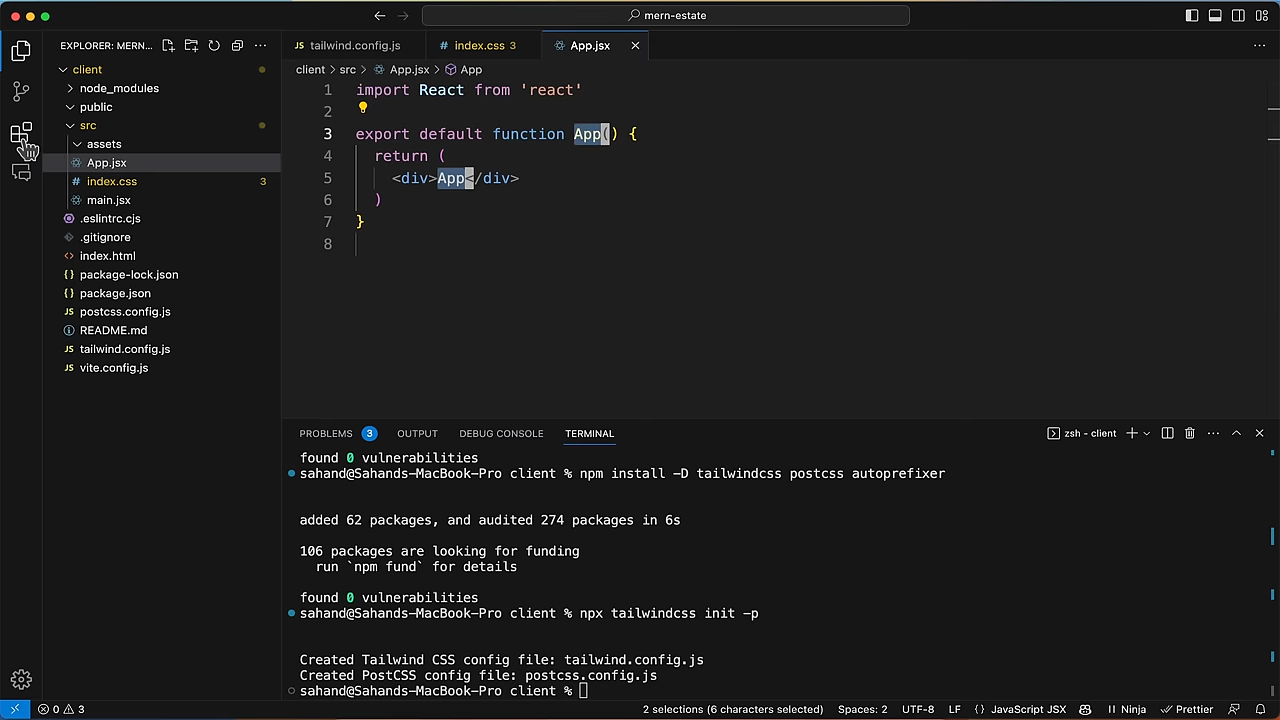 mern-estate
EXPLORER: MERN...
client
node_modules
public
src
assets
App.jsx
index.css 3
main.jsx
.eslintrc.cjs
.gitignore
index.html
package-lock.json
package.json
postcss.config.js
README.md
tailwind.config.js
vite.config.js
JS tailwind.config.js
# index.css 3
App.jsx
client > src > App.jsx > App
1 import React from 'react'
2
3 export default function App() {
4 return (
5 <div>App</div>
6 )
7 }
8
PROBLEMS 3 OUTPUT DEBUG CONSOLE TERMINAL
zsh - client
found 0 vulnerabilities
sahand@Sahands-MacBook-Pro client % npm install -D tailwindcss postcss autoprefixer
added 62 packages, and audited 274 packages in 6s
106 packages are looking for funding
run `npm fund` for details
found 0 vulnerabilities
sahand@Sahands-MacBook-Pro client % npx tailwindcss init -p
Created Tailwind CSS config file: tailwind.config.js
Created PostCSS config file: postcss.config.js
sahand@Sahands-MacBook-Pro client %
0 3 2 selections (6 characters selected) Spaces: 2 UTF-8 LF {} JavaScript JSX Ninja Prettier